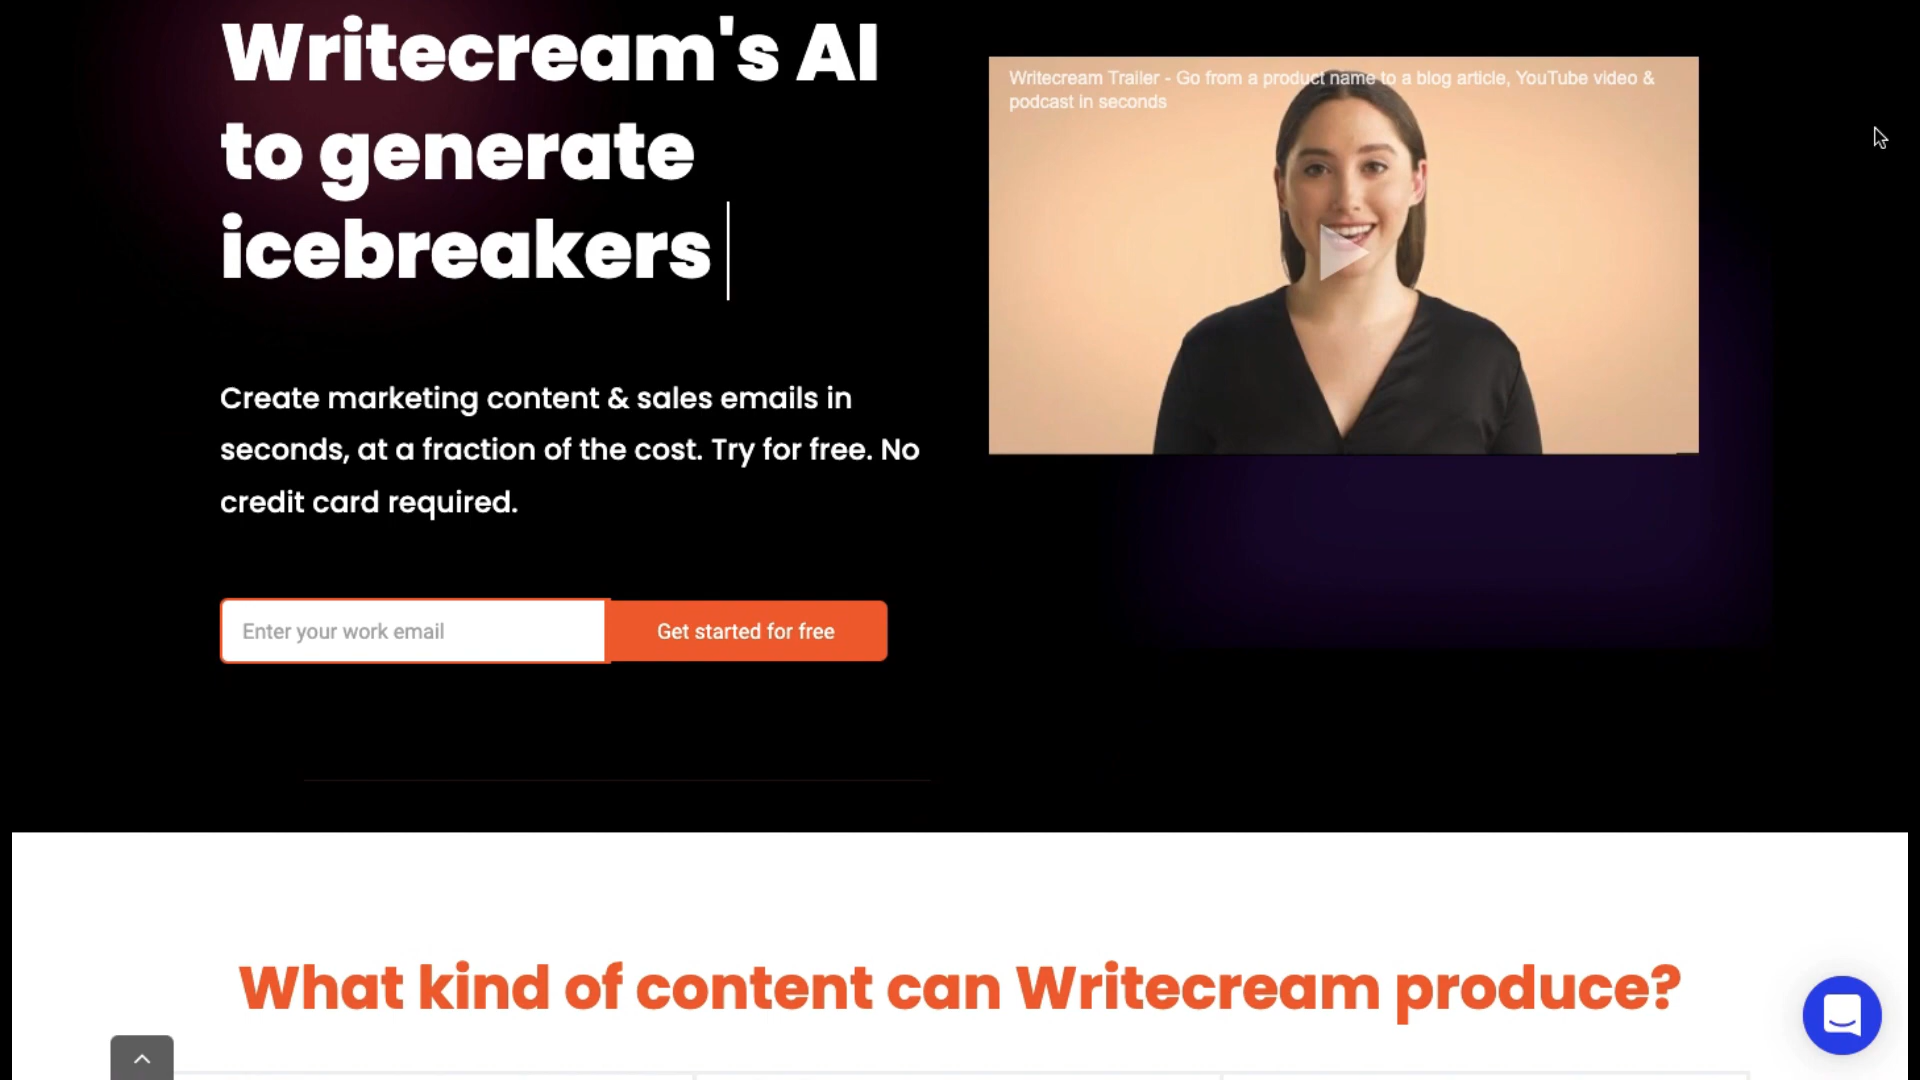 Writecream's AI
to generate
icebreakers
Writecream Trailer - Go from a product name to a blog article, YouTube video &
podcast in seconds
Create marketing content & sales emails in
seconds, at a fraction of the cost. Try for free. No
credit card required.
Enter your work email
Get started for free
What kind of content can Writecream produce?